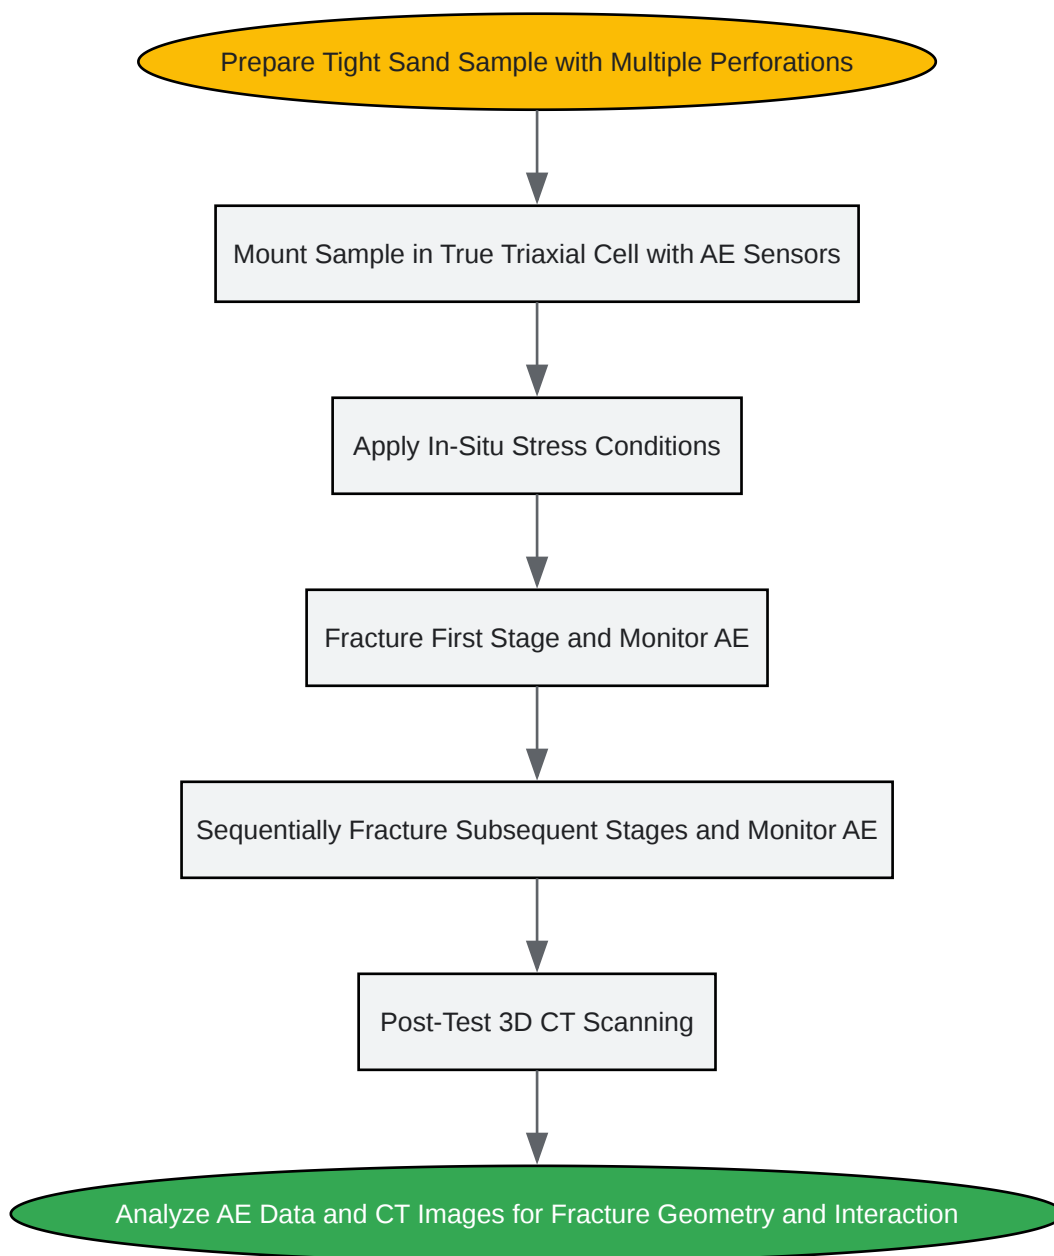 Prepare Tight Sand Sample with Multiple Perforations
Mount Sample in True Triaxial Cell with AE Sensors
Apply In-Situ Stress Conditions
Fracture First Stage and Monitor AE
Sequentially Fracture Subsequent Stages and Monitor AE
Post-Test 3D CT Scanning
Analyze AE Data and CT Images for Fracture Geometry and Interaction